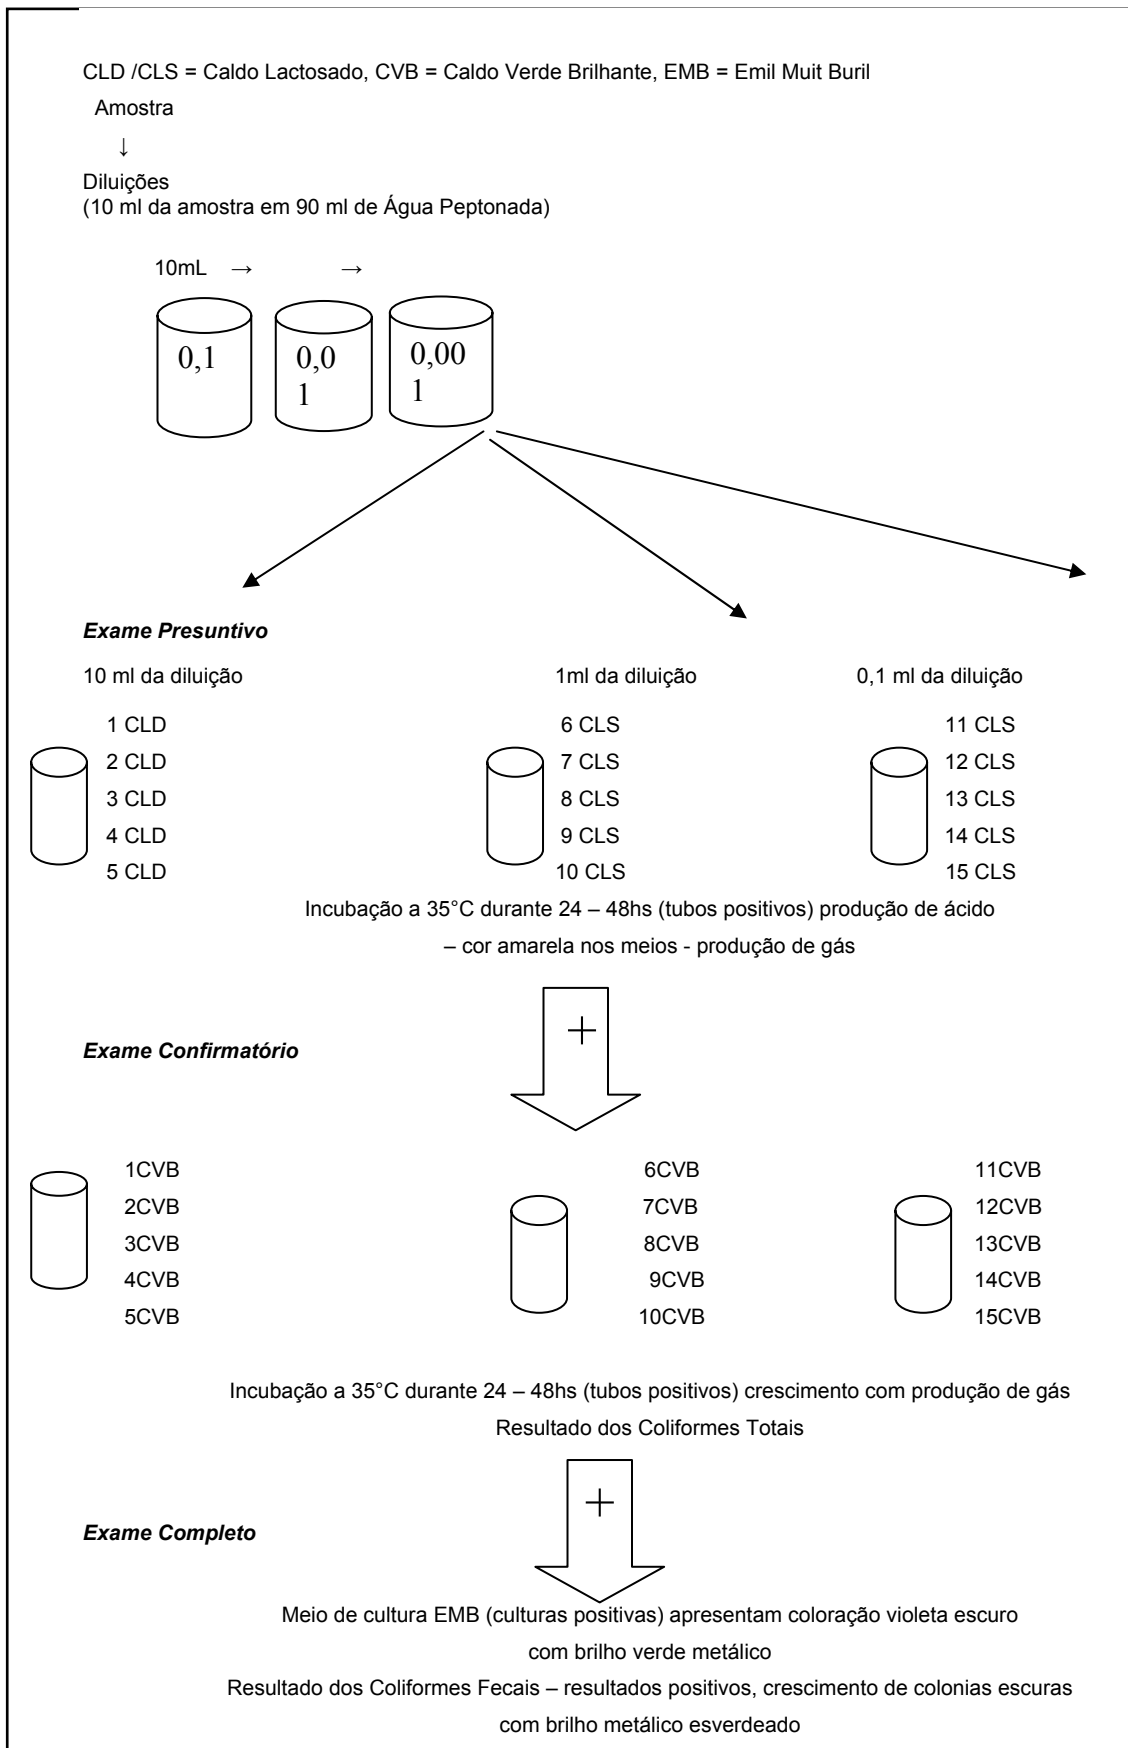 CLD /CLS = Caldo Lactosado, CVB = Caldo Verde Brilhante, EMB = Emil Muit Buril
Amostra
↓
Diluições
(10 ml da amostra em 90 ml de Água Peptonada)
10mL → →
0,1 0,0 0,00
1 1
Exame Presuntivo
10 ml da diluição 1ml da diluição 0,1 ml da diluição
1 CLD 6 CLS 11 CLS
2 CLD 7 CLS 12 CLS
3 CLD 8 CLS 13 CLS
4 CLD 9 CLS 14 CLS
5 CLD 10 CLS 15 CLS
Incubação a 35°C durante 24 – 48hs (tubos positivos) produção de ácido
– cor amarela nos meios - produção de gás
+
Exame Confirmatório
1CVB 6CVB 11CVB
2CVB 7CVB 12CVB
3CVB 8CVB 13CVB
4CVB 9CVB 14CVB
5CVB 10CVB 15CVB
Incubação a 35°C durante 24 – 48hs (tubos positivos) crescimento com produção de gás
Resultado dos Coliformes Totais
+
Exame Completo
Meio de cultura EMB (culturas positivas) apresentam coloração violeta escuro
com brilho verde metálico
Resultado dos Coliformes Fecais – resultados positivos, crescimento de colonias escuras
com brilho metálico esverdeado